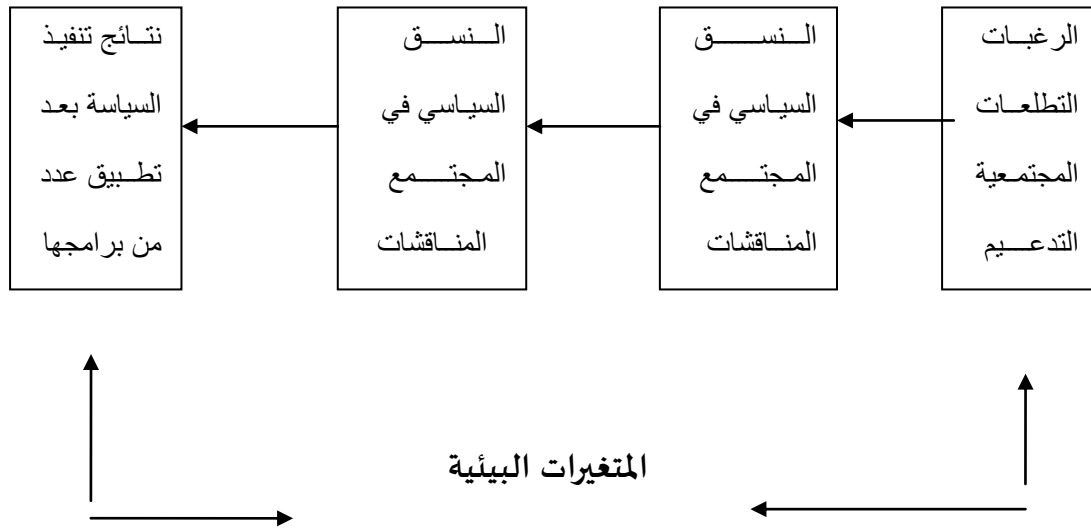 الرغبات
التطلعات
المجتمعية
التدعيم
النسق
السياسي في
المجتمع
المناقشات
النسق
السياسي في
المجتمع
المناقشات
نتائج تنفيذ
السياسة بعد
تطبيق عدد
من برامجها
المتغيرات البيئية